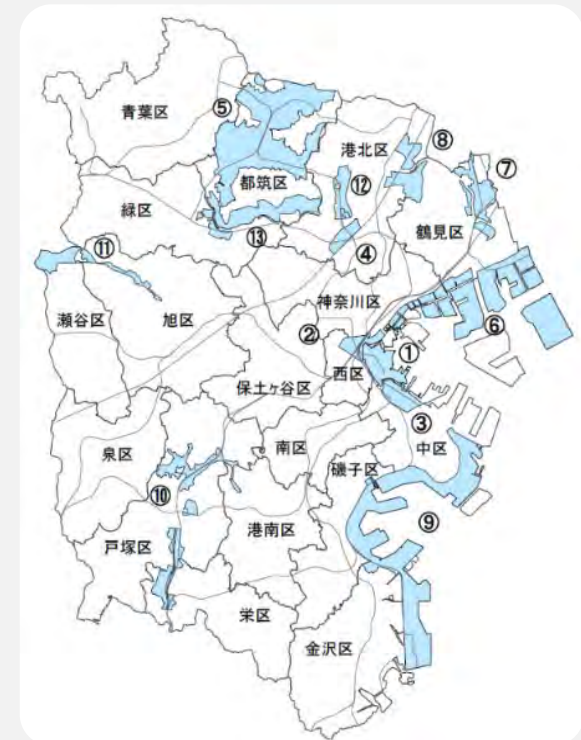 青葉区
⑤
港北区
⑧
⑦
都筑区
⑫
緑区
⑬
鶴見区
⑪
④
瀬谷区
旭区
神奈川区
②
①
⑥
西区
保土ヶ谷区
③
南区
中区
泉区
磯子区
⑩
⑨
戸塚区
港南区
栄区
金沢区